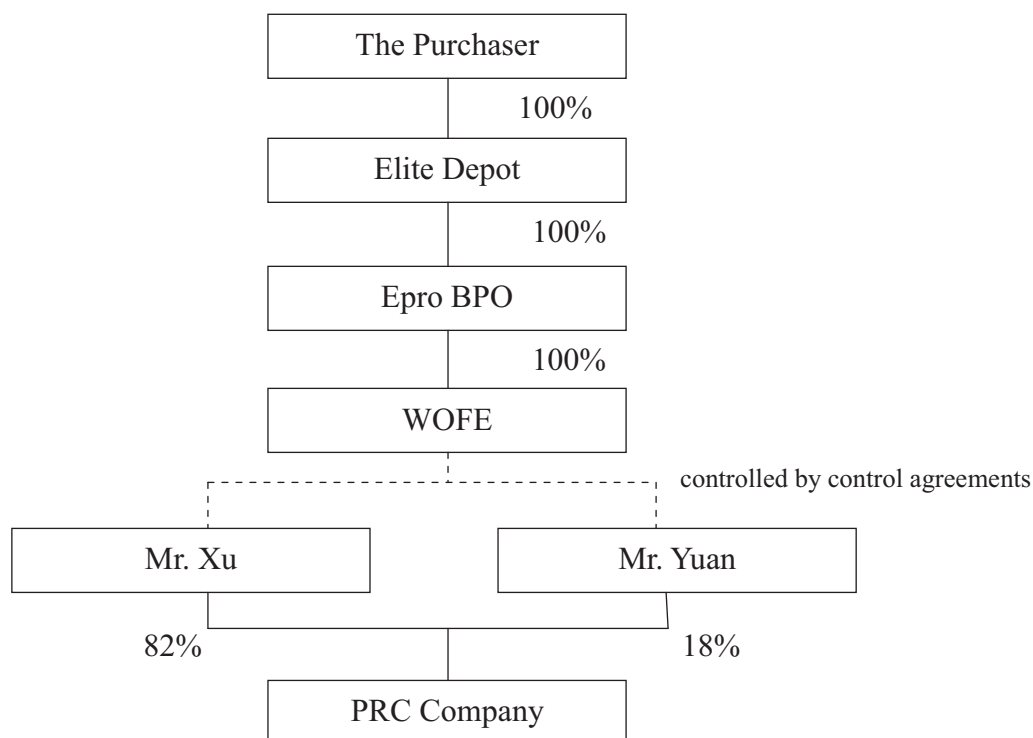 The Purchaser
100%
Elite Depot
100%
Epro BPO
100%
WOFE
controlled by control agreements
Mr. Xu
Mr. Yuan
82%
18%
PRC Company